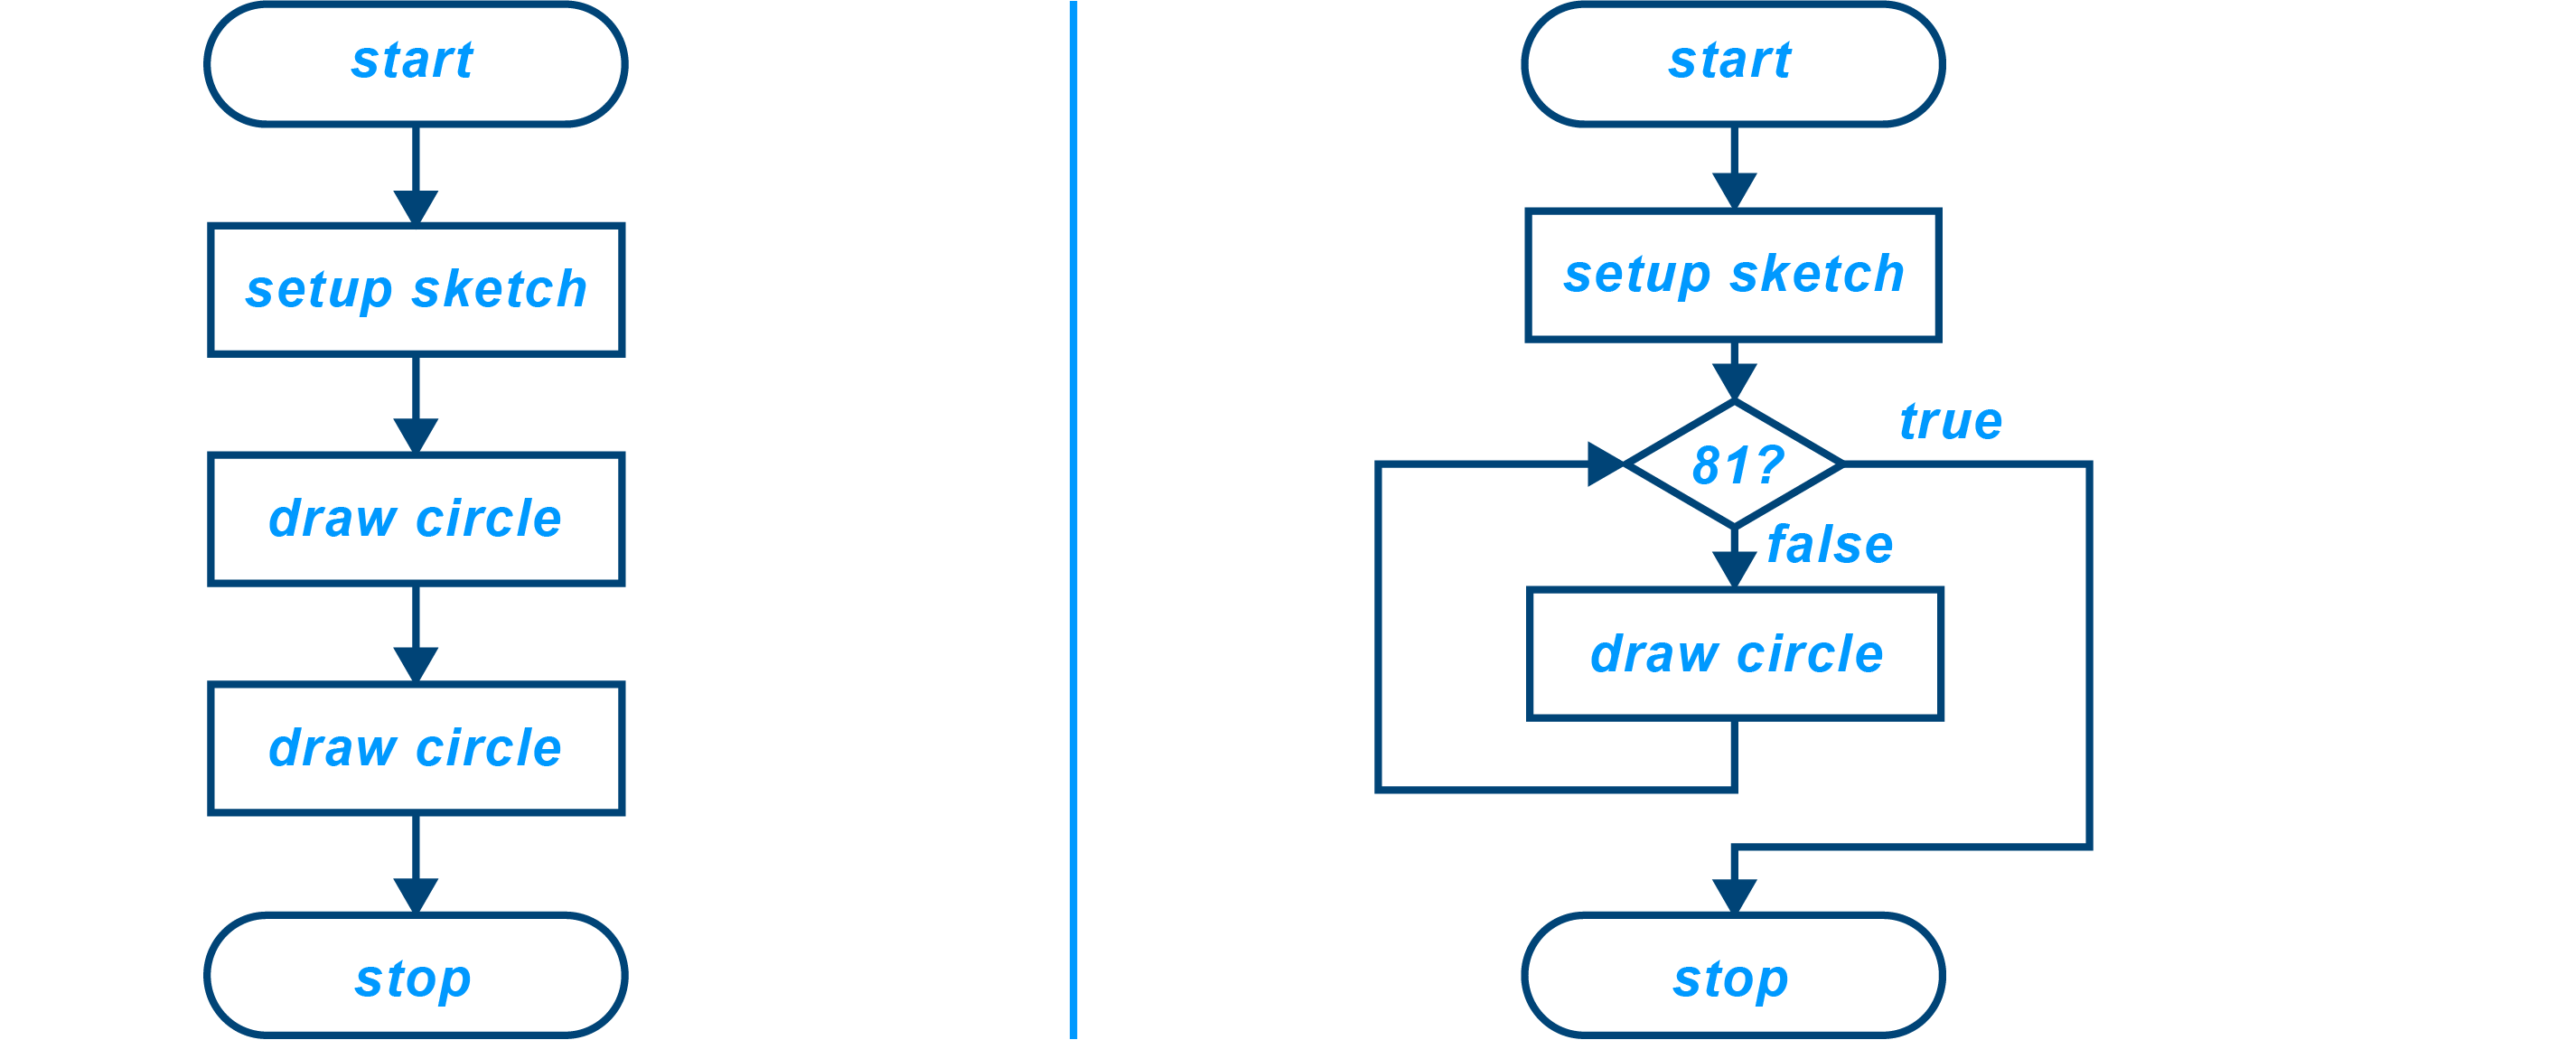 start
setup sketch
draw circle
draw circle
stop
start
setup sketch
81?
true
false
draw circle
stop